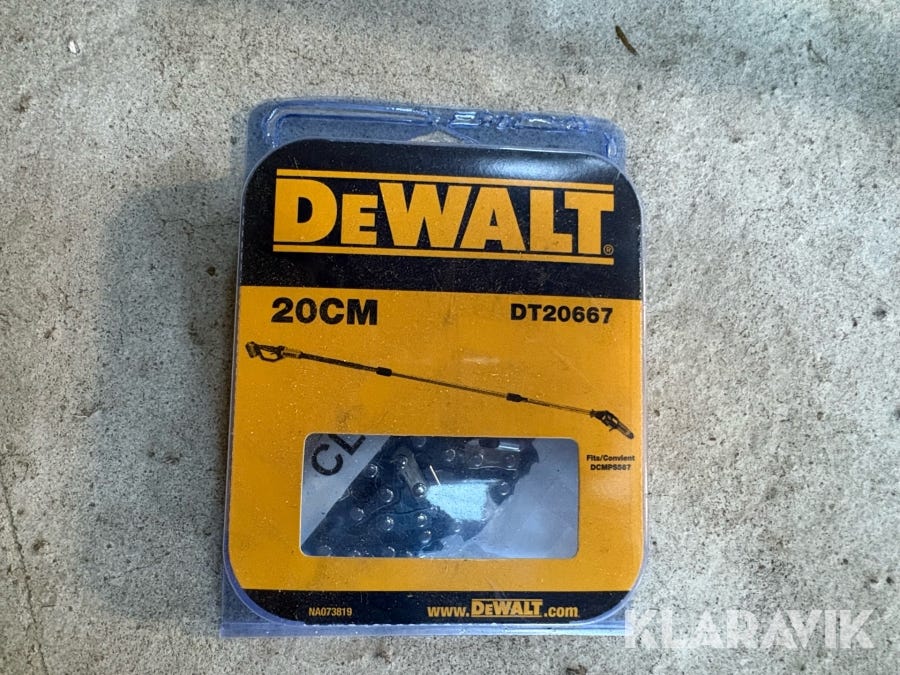 DEWALT®
20CM
DT20667
Fits/Convient
DCMPS567
CL
NA073819
www.DEWALT.com
KLARAVIK